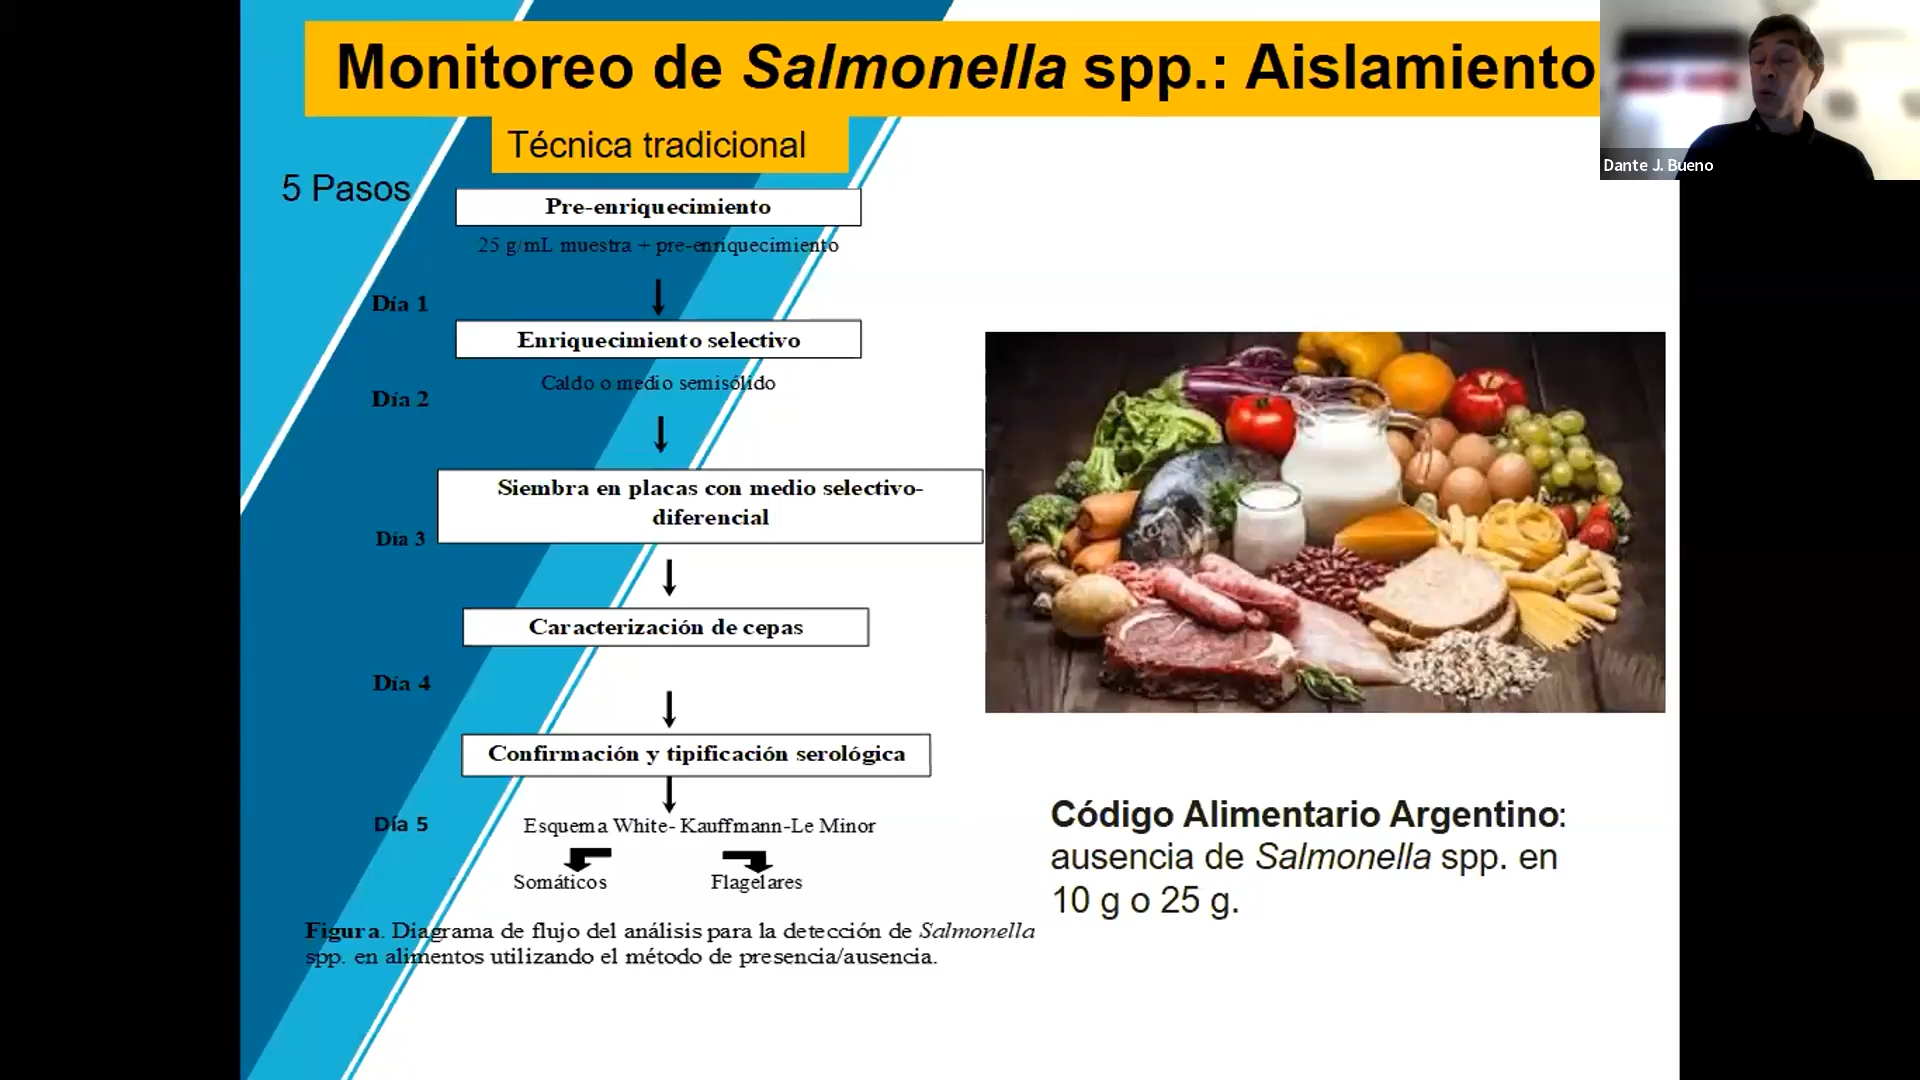 Monitoreo de Salmonella spp.: Aislamiento
Técnica tradicional
5 Pasos
Pre-enriquecimiento
25 g/mL muestra + pre-enriquecimiento
Día 1
Enriquecimiento selectivo
Caldo o medio semisólido
Día 2
Siembra en placas con medio selectivo-
diferencial
Día 3
Caracterización de cepas
Día 4
Confirmación y tipificación serológica
Día 5
Esquema White- Kauffmann-Le Minor
Somáticos
Flagelares
Figura. Diagrama de flujo del análisis para la detección de Salmonella
spp. en alimentos utilizando el método de presencia/ausencia.
Código Alimentario Argentino:
ausencia de Salmonella spp. en
10 g o 25 g.
Dante J. Bueno